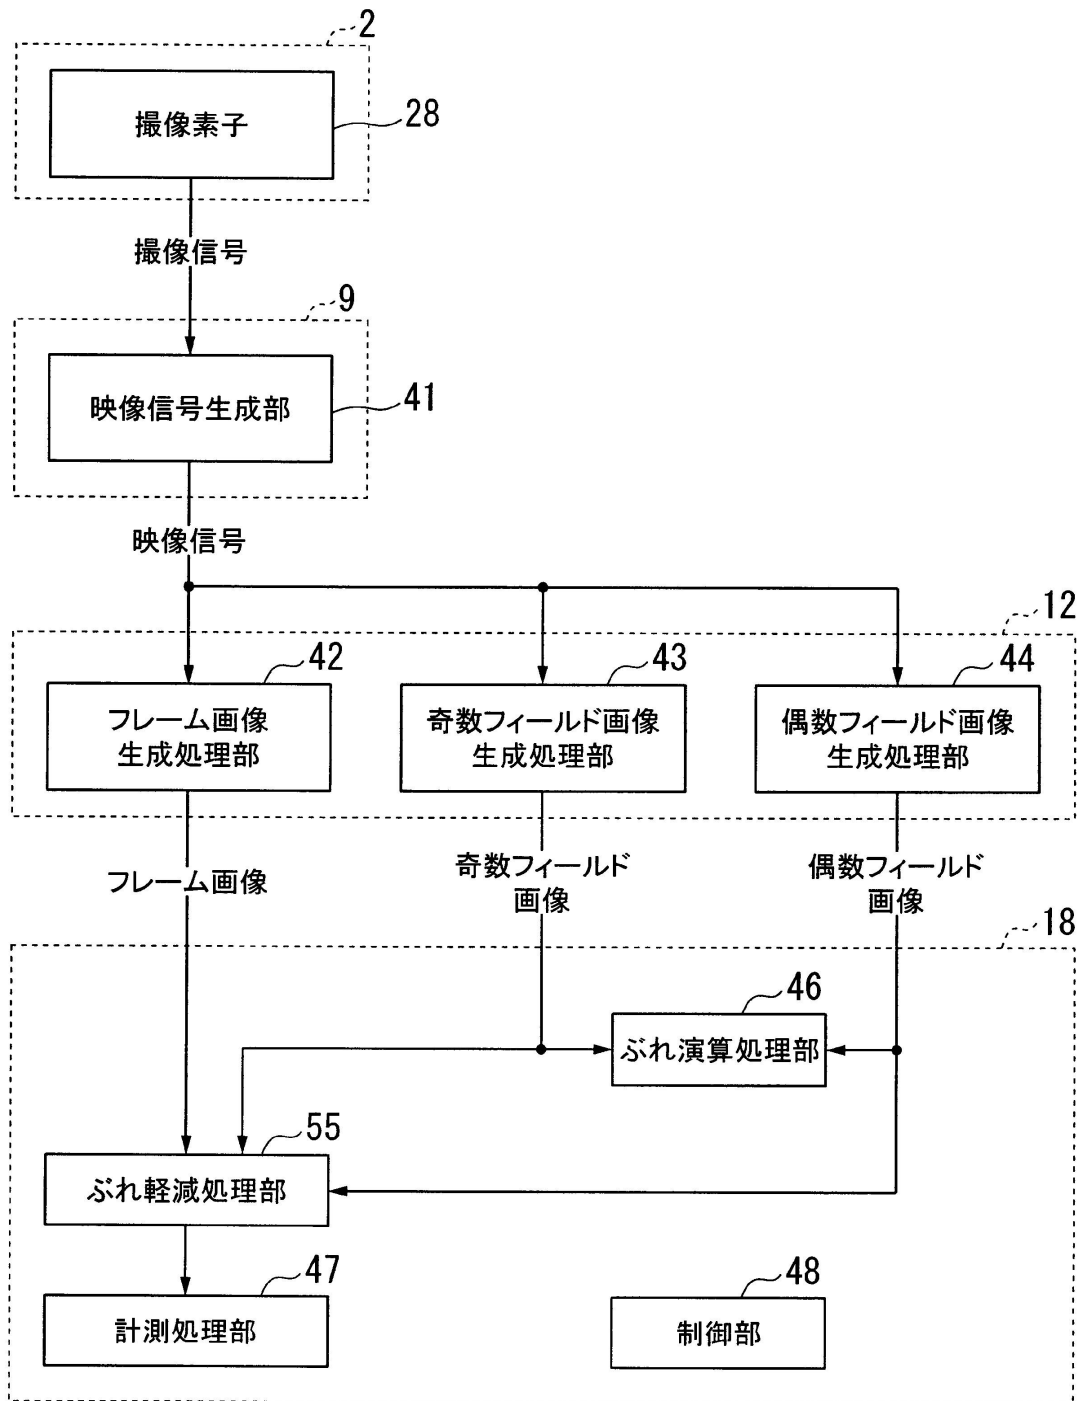 2
撮像素子
28
撮像信号
9
映像信号生成部
41
映像信号
12
42
43
44
フレーム画像
生成処理部
奇数フィールド画像
生成処理部
偶数フィールド画像
生成処理部
フレーム画像
奇数フィールド
画像
偶数フィールド
画像
18
46
ぶれ演算処理部
55
ぶれ軽減処理部
47
計測処理部
48
制御部